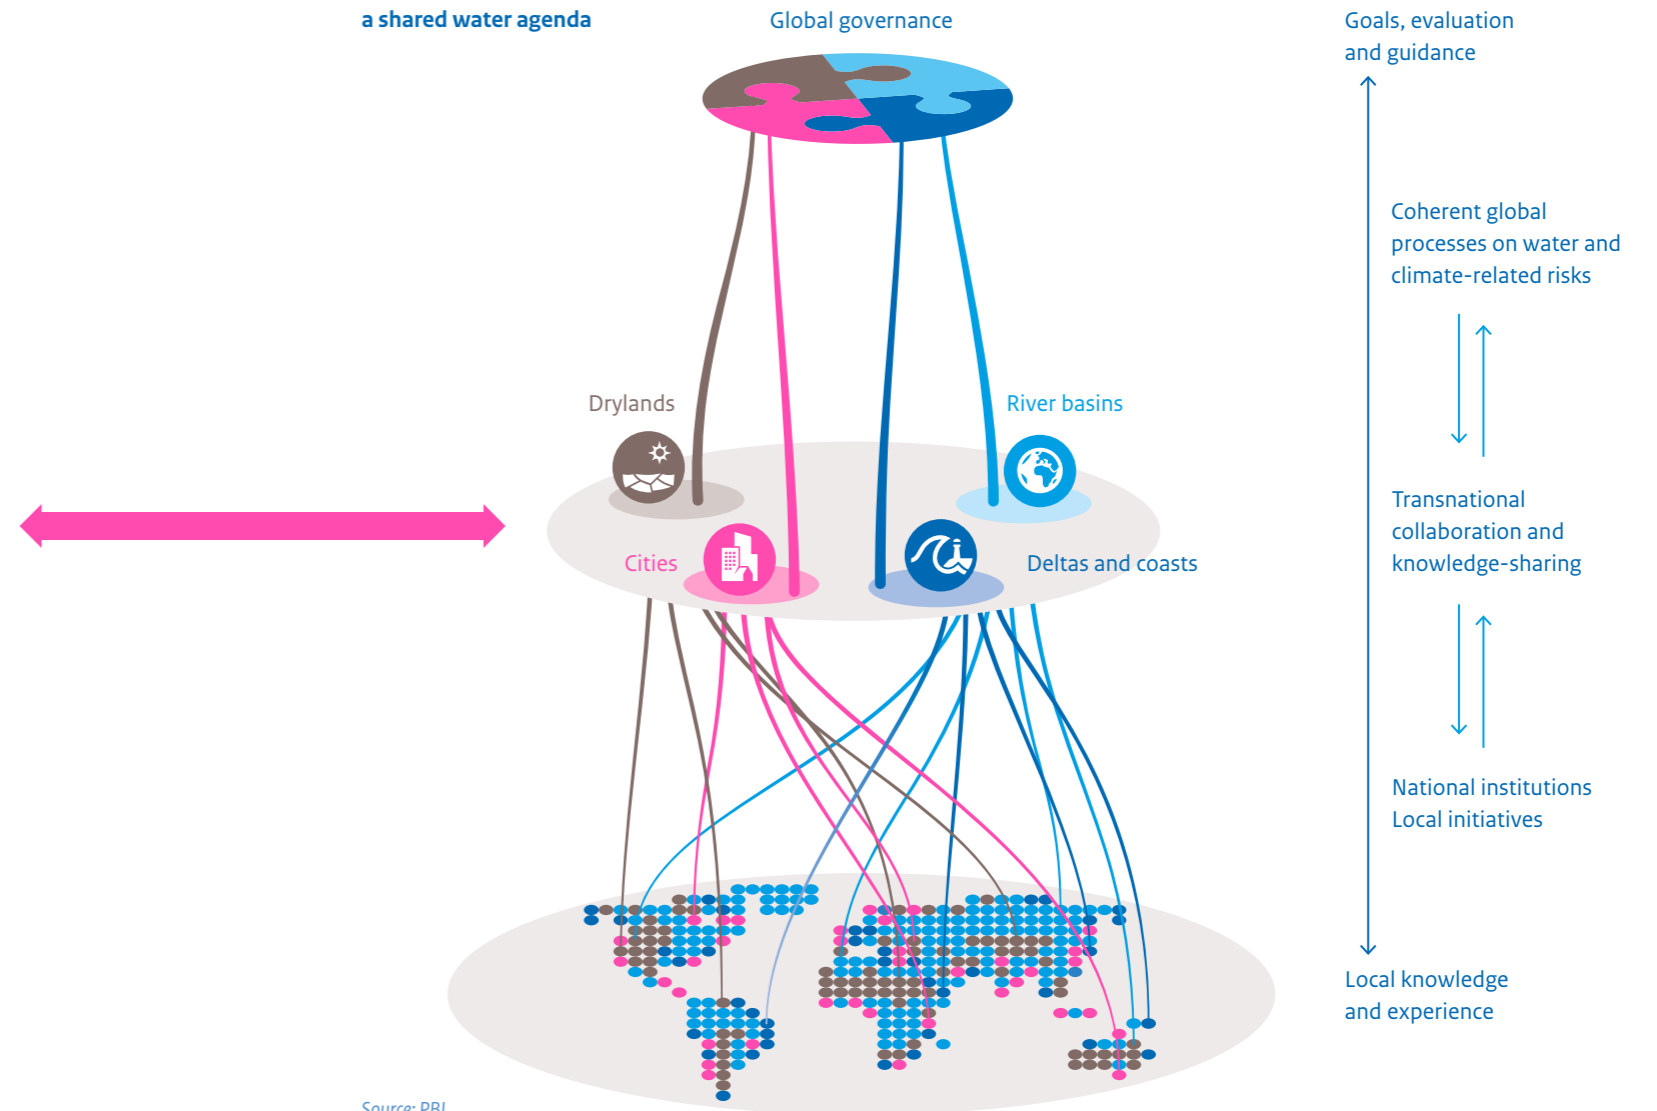 a shared water agenda
Global governance
Goals, evaluation
and guidance
Coherent global
processes on water and
climate-related risks
Drylands
River basins
Transnational
collaboration and
knowledge-sharing
Cities
Deltas and coasts
National institutions
Local initiatives
Local knowledge
and experience
Source: PBL